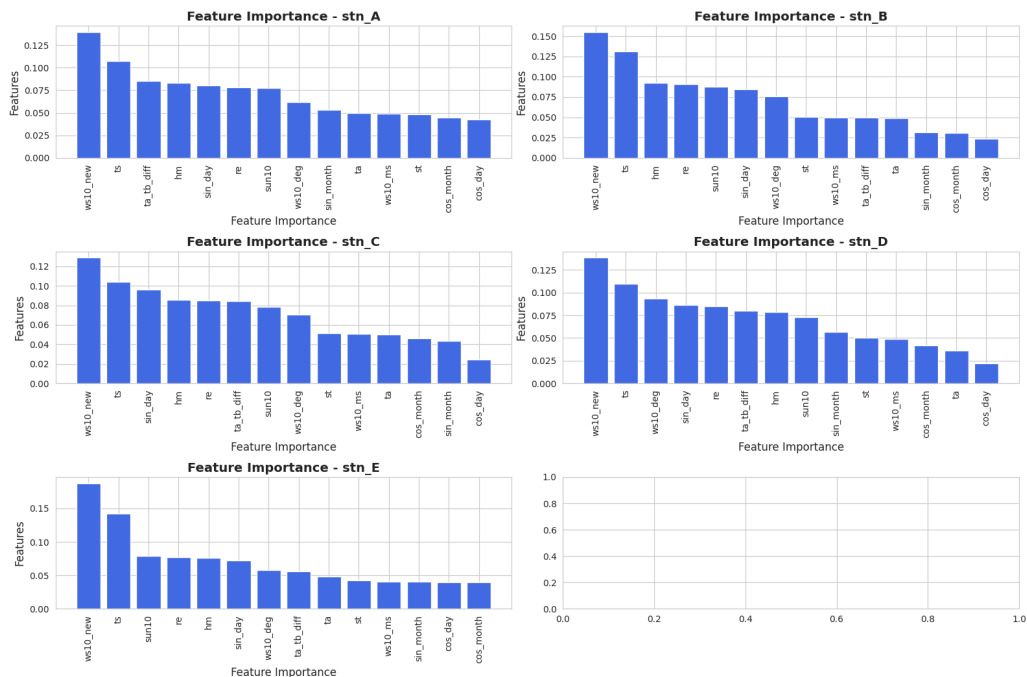 Feature Importance - stn_A
Features
0.125
0.100
0.075
0.050
0.025
0.000
ws10_new
ts
ta_tb_diff
hm
sin_day
re
sun10
ws10_deg
sin_month
ta
ws10_ms
st
cos_month
cos_day
Feature Importance
Feature Importance - stn_B
Features
0.150
0.125
0.100
0.075
0.050
0.025
0.000
ws10_new
ts
hm
re
sun10
sin_day
ws10_deg
st
ws10_ms
ta_tb_diff
ta
sin_month
cos_month
cos_day
Feature Importance
Feature Importance - stn_C
Features
0.12
0.10
0.08
0.06
0.04
0.02
0.00
ws10_new
ts
sin_day
hm
re
ta_tb_diff
sun10
ws10_deg
st
ws10_ms
ta
cos_month
sin_month
cos_day
Feature Importance
Feature Importance - stn_D
Features
0.125
0.100
0.075
0.050
0.025
0.000
ws10_new
ts
ws10_deg
sin_day
re
ta_tb_diff
hm
sun10
sin_month
st
ws10_ms
cos_month
ta
cos_day
Feature Importance
Feature Importance - stn_E
Features
0.15
0.10
0.05
0.00
ws10_new
ts
sun10
re
hm
sin_day
ws10_deg
ta_tb_diff
ta
st
ws10_ms
sin_month
cos_day
cos_month
Feature Importance
1.0
0.8
0.6
0.4
0.2
0.0
0.0
0.2
0.4
0.6
0.8
1.0